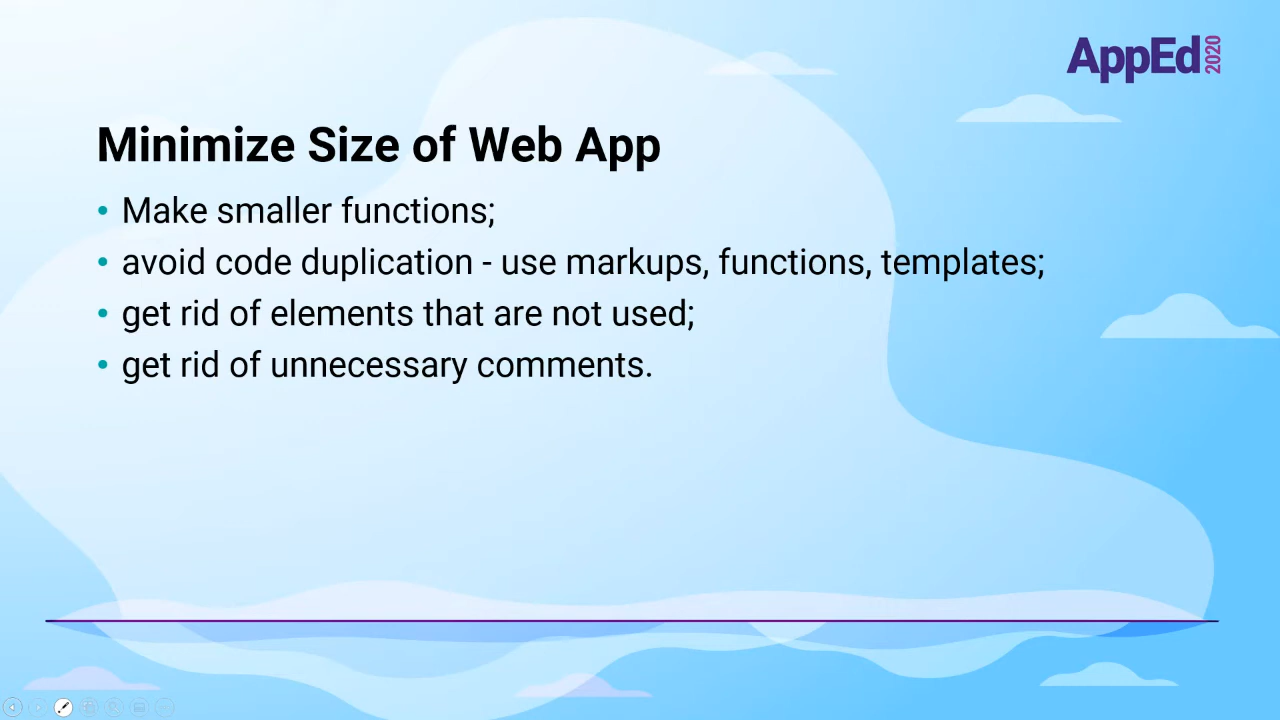 AppEd 2020
Minimize Size of Web App
• Make smaller functions;
• avoid code duplication - use markups, functions, templates;
• get rid of elements that are not used;
• get rid of unnecessary comments.